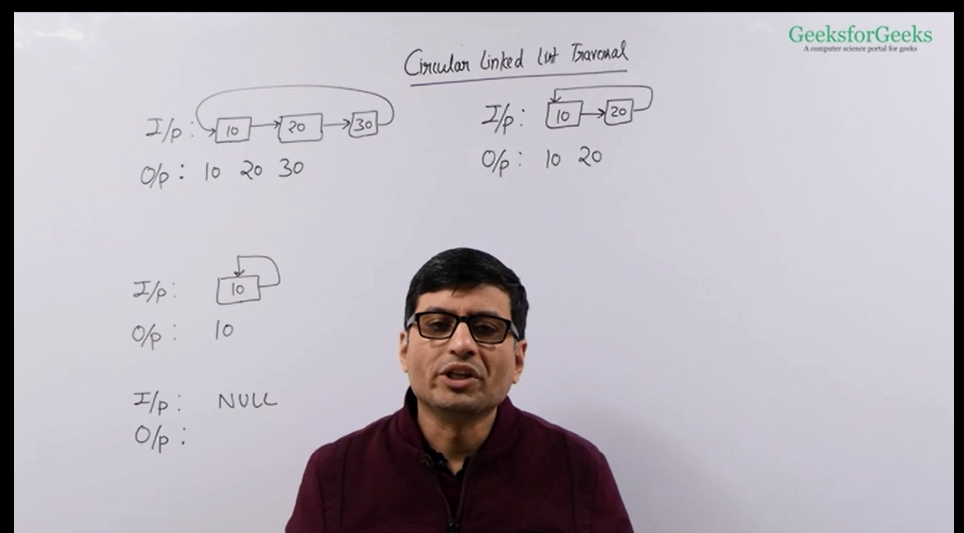 GeeksforGeeks
A computer science portal for geeks
Circular Linked List Traversal
I/p: 10 20 30
O/p: 10 20 30
I/p: 10 20
O/p: 10 20
I/p: 10
O/p: 10
I/p: NULL
O/p: